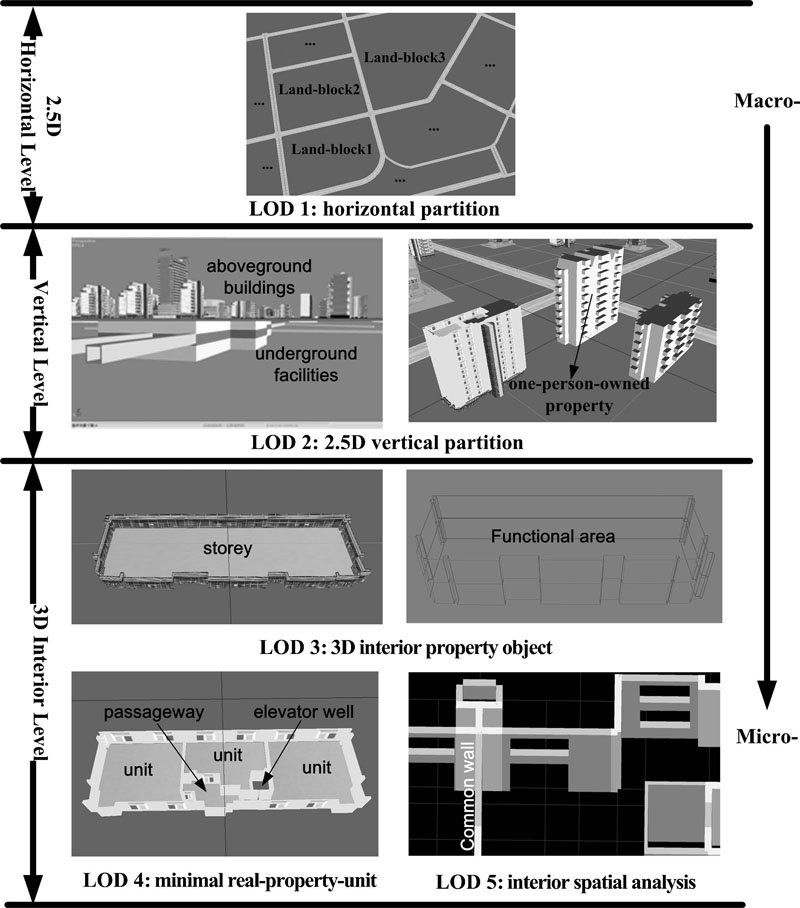 2.5D
Horizontal Level
...
Land-block3
...
Land-block2
...
...
Land-block1
...
...
LOD 1: horizontal partition
Macro-
Vertical Level
aboveground
buildings
underground
facilities
one-person-owned
property
LOD 2: 2.5D vertical partition
3D Interior Level
storey
Functional area
LOD 3: 3D interior property object
passageway
elevator well
unit
unit
unit
Common wall
Micro-
LOD 4: minimal real-property-unit
LOD 5: interior spatial analysis